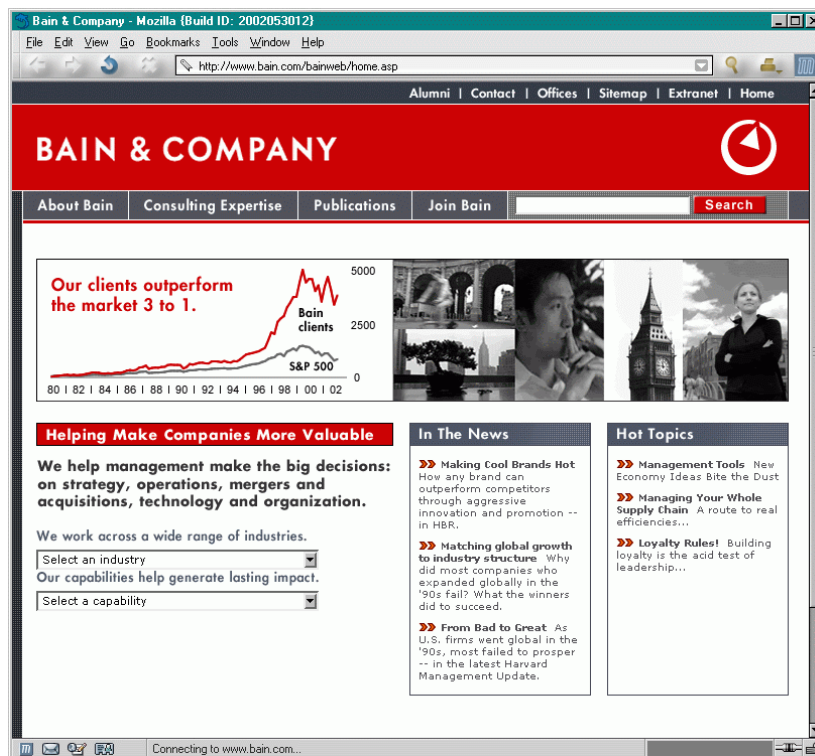 Bain & Company - Mozilla {Build ID: 2002053012}
File Edit View Go Bookmarks Tools Window Help
http://www.bain.com/bainweb/home.asp
Alumni | Contact | Offices | Sitemap | Extranet | Home
BAIN & COMPANY
About Bain Consulting Expertise Publications Join Bain Search
Our clients outperform
the market 3 to 1.
5000
Bain
clients
2500
S&P 500
0
80 | 82 | 84 | 86 | 88 | 90 | 92 | 94 | 96 | 98 | 00 | 02
Helping Make Companies More Valuable
We help management make the big decisions:
on strategy, operations, mergers and
acquisitions, technology and organization.
We work across a wide range of industries.
Select an industry
Our capabilities help generate lasting impact.
Select a capability
In The News
Making Cool Brands Hot
How any brand can
outperform competitors
through aggressive
innovation and promotion --
in HBR.
Matching global growth
to industry structure Why
did most companies who
expanded globally in the
'90s fail? What the winners
did to succeed.
From Bad to Great As
U.S. firms went global in the
'90s, most failed to prosper
-- in the latest Harvard
Management Update.
Hot Topics
Management Tools New
Economy Ideas Bite the Dust
Managing Your Whole
Supply Chain A route to real
efficiencies...
Loyalty Rules! Building
loyalty is the acid test of
leadership...
Connecting to www.bain.com...